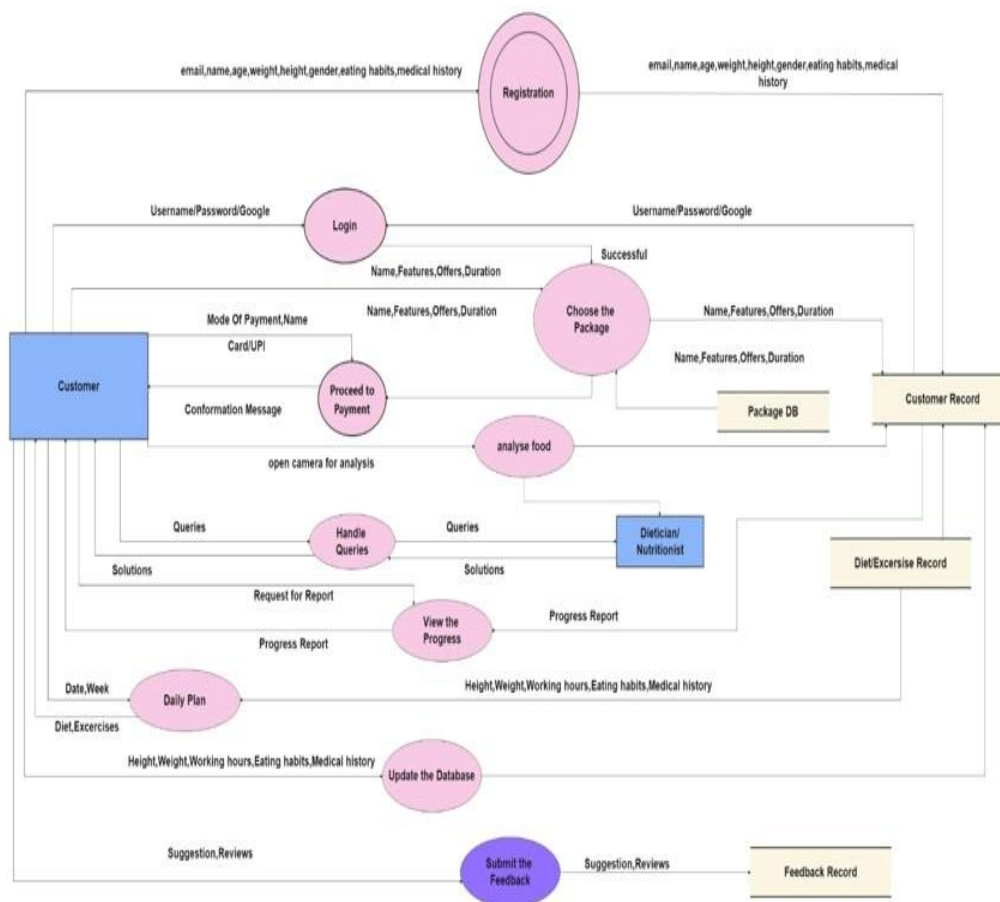 email,name,age,weight,height,gender,eating habits,medical history
email,name,age,weight,height,gender,eating habits,medical
history
Registration
Username/Password/Google
Login
Username/Password/Google
Successful
Name,Features,Offers,Duration
Name,Features,Offers,Duration
Choose the
Package
Name,Features,Offers,Duration
Mode Of Payment,Name
Card/UPI
Name,Features,Offers,Duration
Customer
Proceed to
Payment
Conformation Message
Package DB
Customer Record
analyse food
open camera for analysis
Queries
Handle
Queries
Queries
Dietician/
Nutritionist
Solutions
Solutions
Diet/Excersise Record
Request for Report
View the
Progress
Progress Report
Progress Report
Date,Week
Daily Plan
Height,Weight,Working hours,Eating habits,Medical history
Diet,Excercises
Height,Weight,Working hours,Eating habits,Medical history
Update the Database
Suggestion,Reviews
Submit the
Feedback
Suggestion,Reviews
Feedback Record